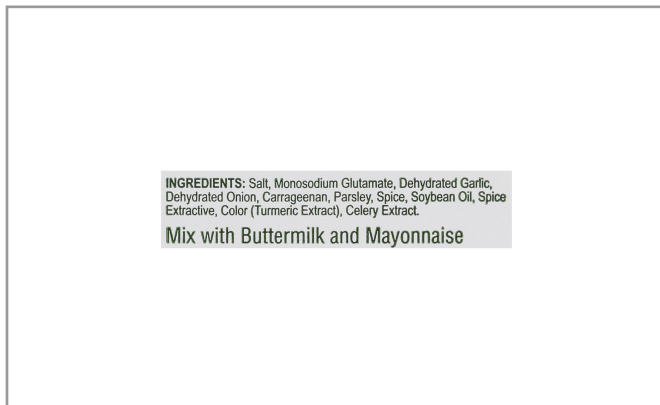 INGREDIENTS: Salt, Monosodium Glutamate, Dehydrated Garlic,
Dehydrated Onion, Carrageenan, Parsley, Spice, Soybean Oil, Spice
Extractive, Color (Turmeric Extract), Celery Extract.
Mix with Buttermilk and Mayonnaise